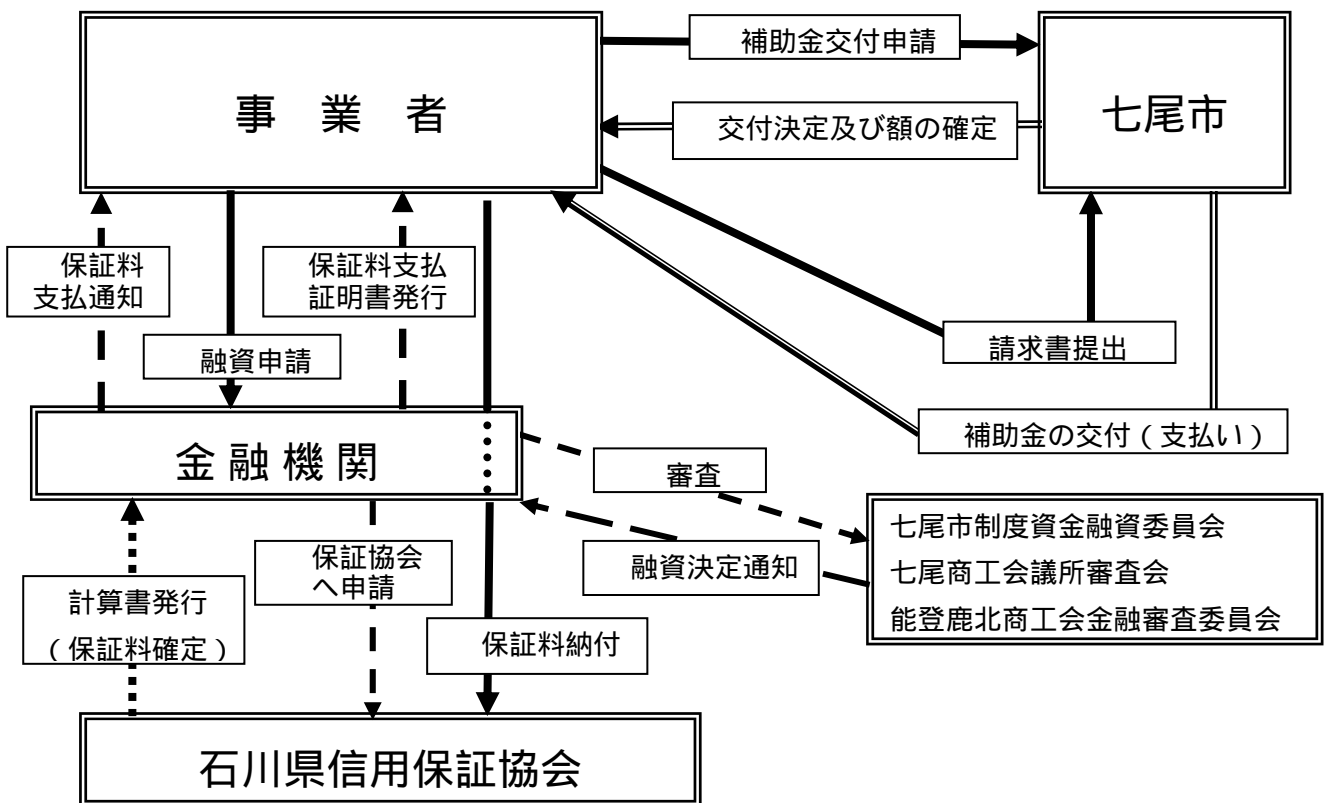 補助金交付申請
事 業 者
七尾市
交付決定及び額の確定
保証料
支払通知
保証料支払
証明書発行
融資申請
請求書提出
補助金の交付（支払い）
金融機関
審査
七尾市制度資金融資委員会
七尾商工会議所審査会
能登鹿北商工会金融審査委員会
融資決定通知
保証協会
へ申請
計算書発行
（保証料確定）
保証料納付
石川県信用保証協会